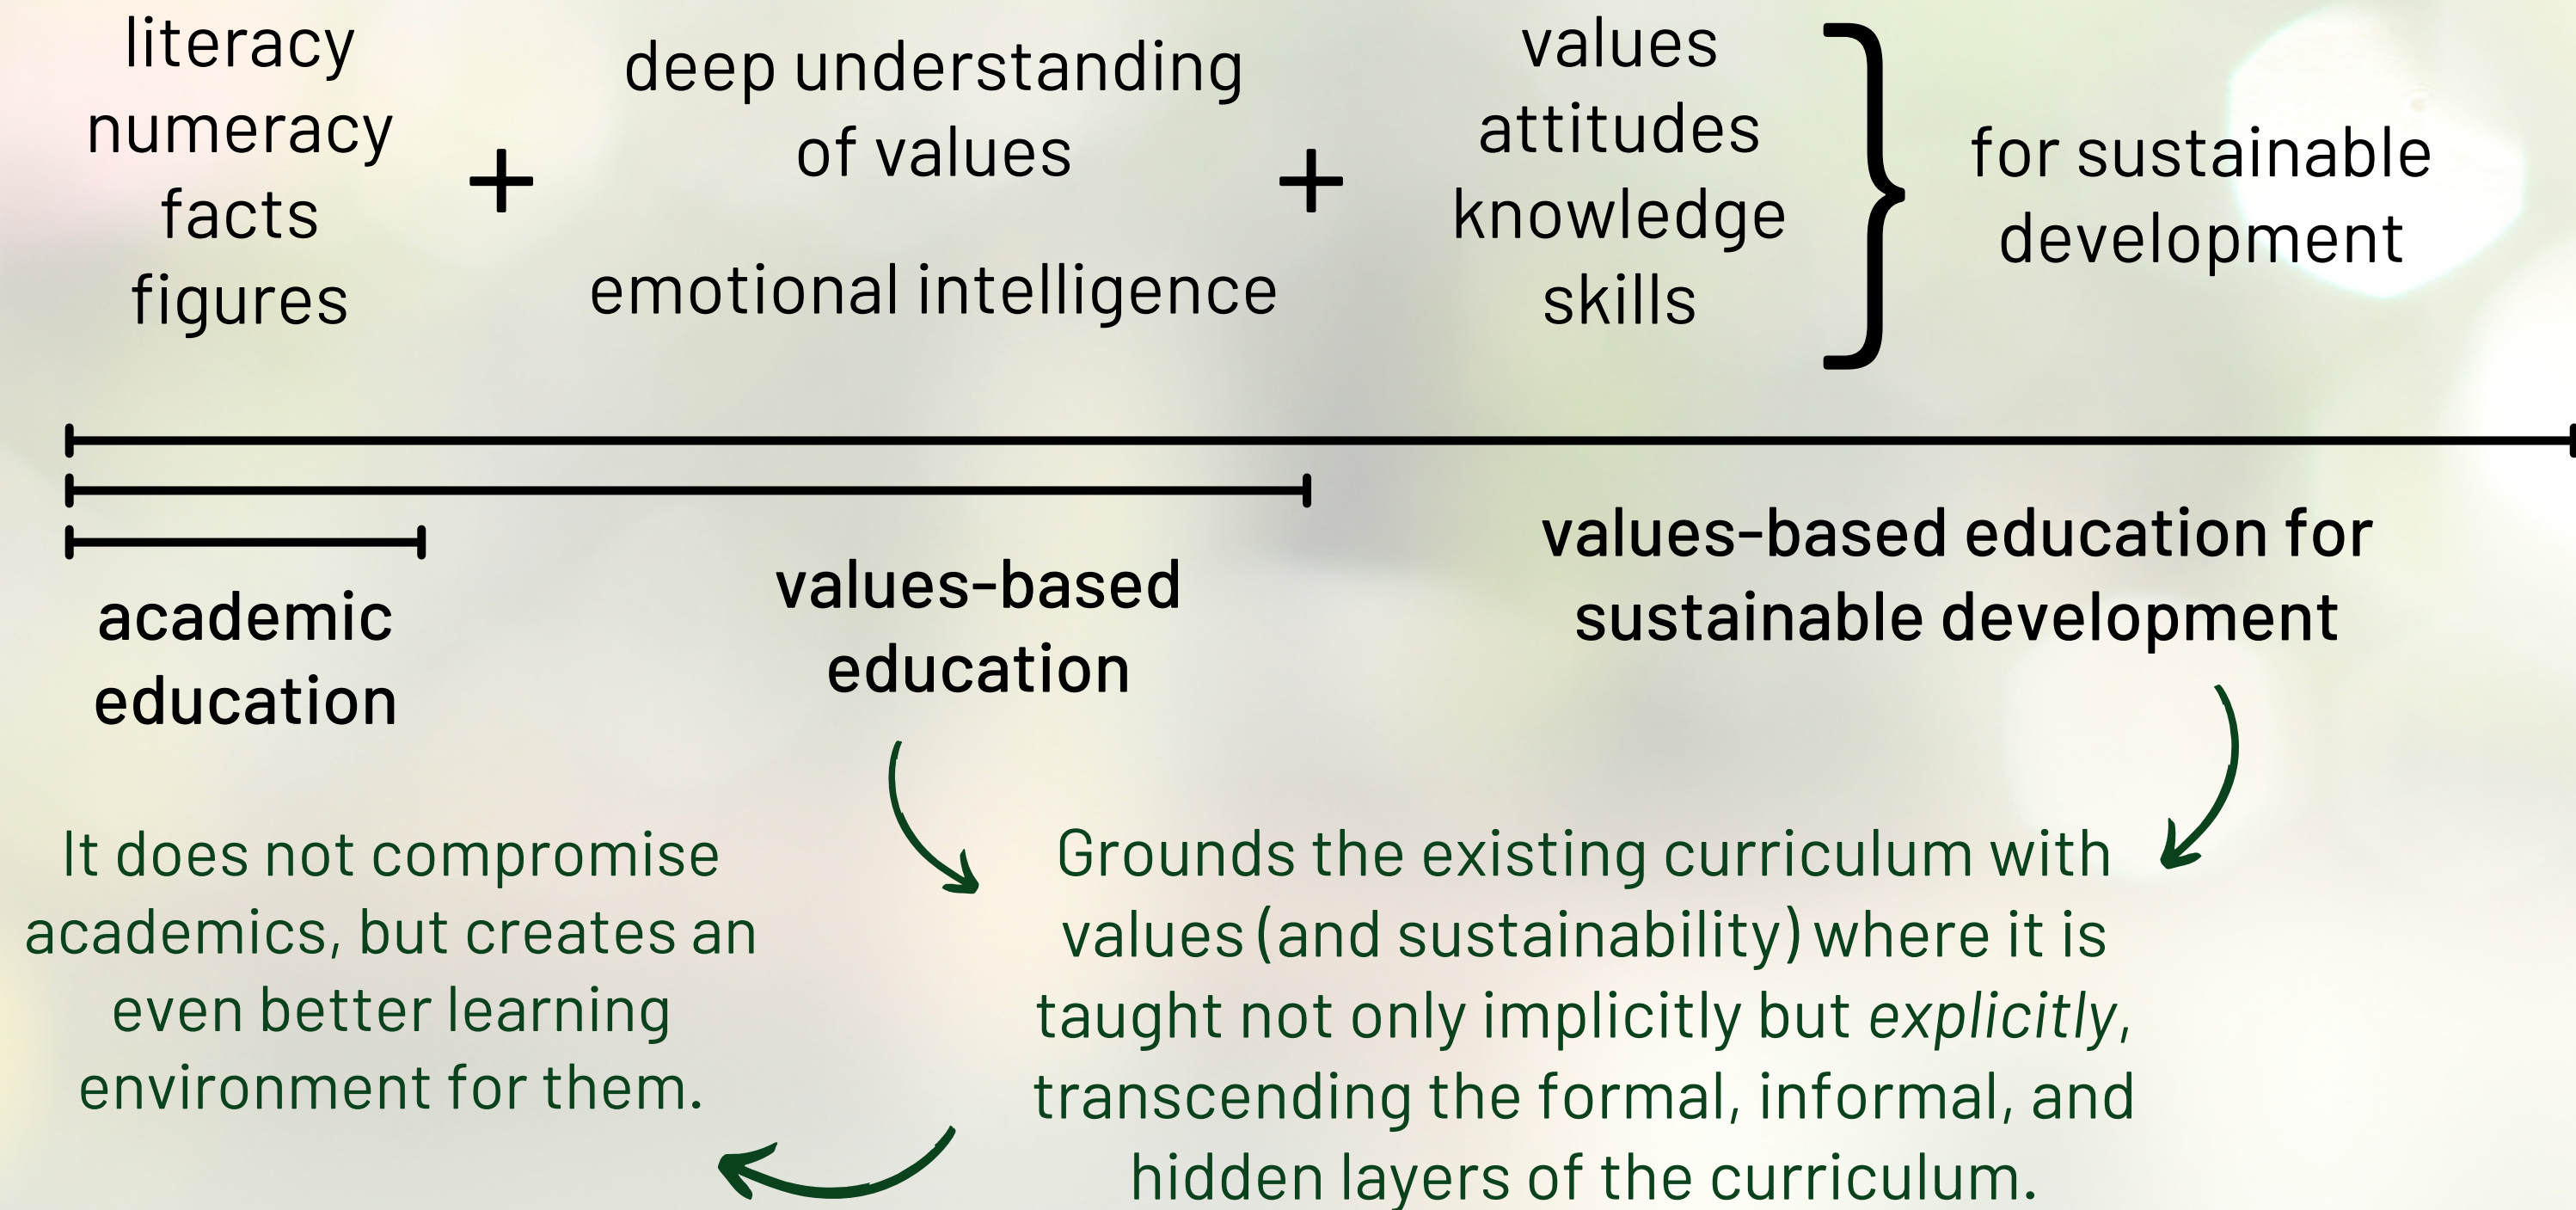 literacy
numeracy
facts
figures
+
deep understanding
of values
emotional intelligence
+
values
attitudes
knowledge
skills
}
for sustainable
development
academic
education
values-based
education
values-based education for
sustainable development
It does not compromise
academics, but creates an
even better learning
environment for them.
Grounds the existing curriculum with
values (and sustainability) where it is
taught not only implicitly but explicitly,
transcending the formal, informal, and
hidden layers of the curriculum.